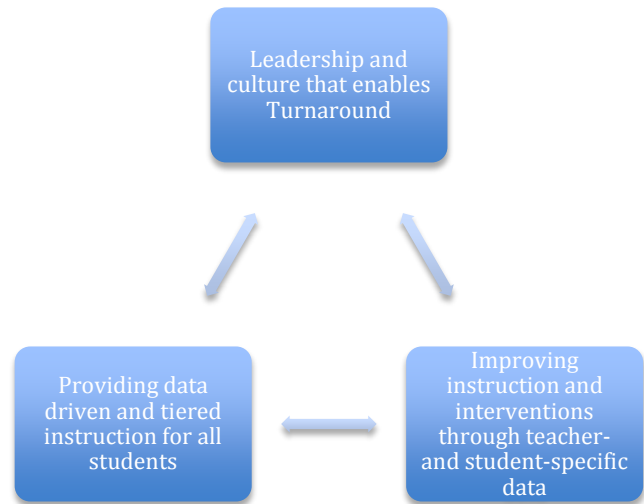 Leadership and
culture that enables
Turnaround
Providing data
driven and tiered
instruction for all
students
Improving
instruction and
interventions
through teacher-
and student-specific
data